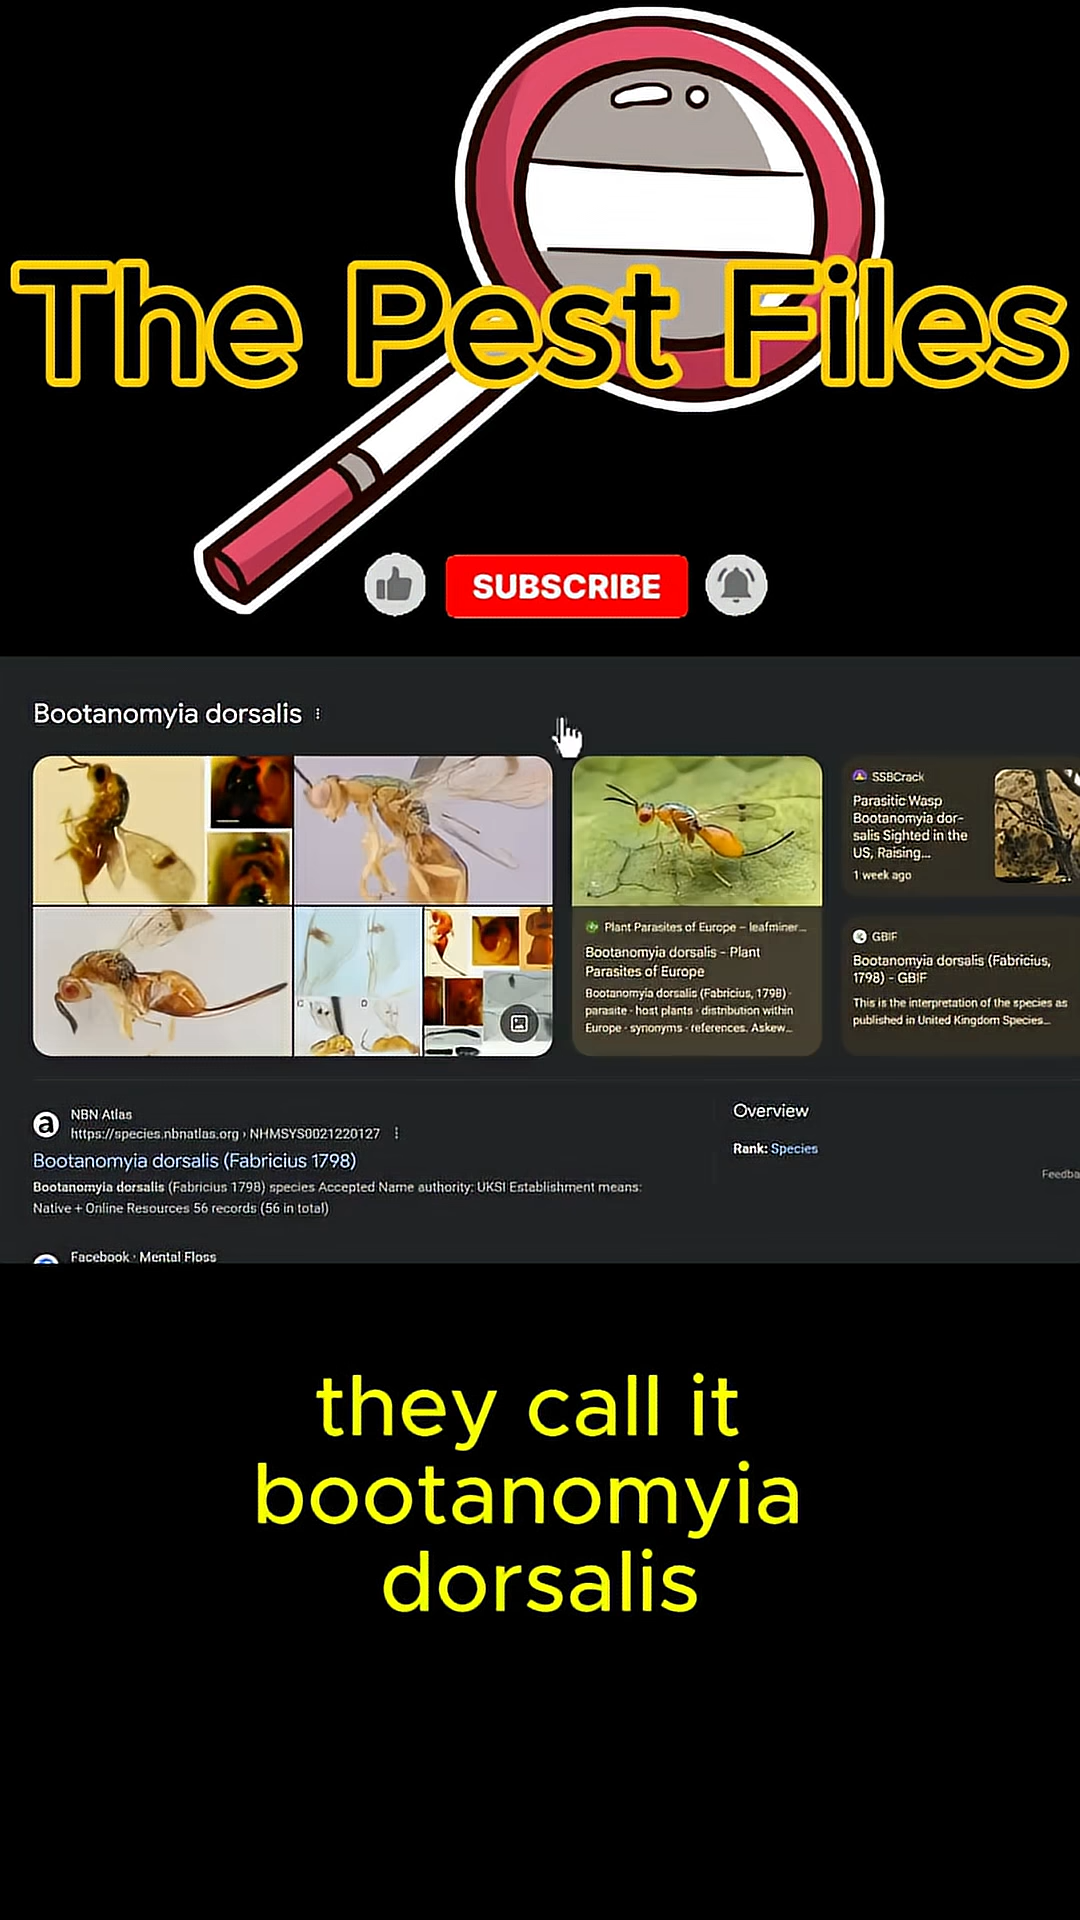 The Pest Files
SUBSCRIBE
Bootanomyia dorsalis
Plant Parasites of Europe – leafminer...
Bootanomyia dorsalis - Plant
Parasites of Europe
Bootanomyia dorsalis (Fabricius, 1798) ·
parasite · host plants · distribution within
Europe · synonyms · references. Askew...
SSBCrack
Parasitic Wasp
Bootanomyia dor-
salis Sighted in the
US, Raising...
1 week ago
GBIF
Bootanomyia dorsalis (Fabricius,
1798) - GBIF
This is the interpretation of the species as
published in United Kingdom Species...
a
NBN Atlas
https://species.nbnatlas.org › NHMSYS0021220127
Bootanomyia dorsalis (Fabricius 1798)
Bootanomyia dorsalis (Fabricius 1798) species Accepted Name authority: UKSI Establishment means:
Native + Online Resources 56 records (56 in total)
Overview
Rank: Species
Feedba
Facebook · Mental Floss
they call it
bootanomyia
dorsalis